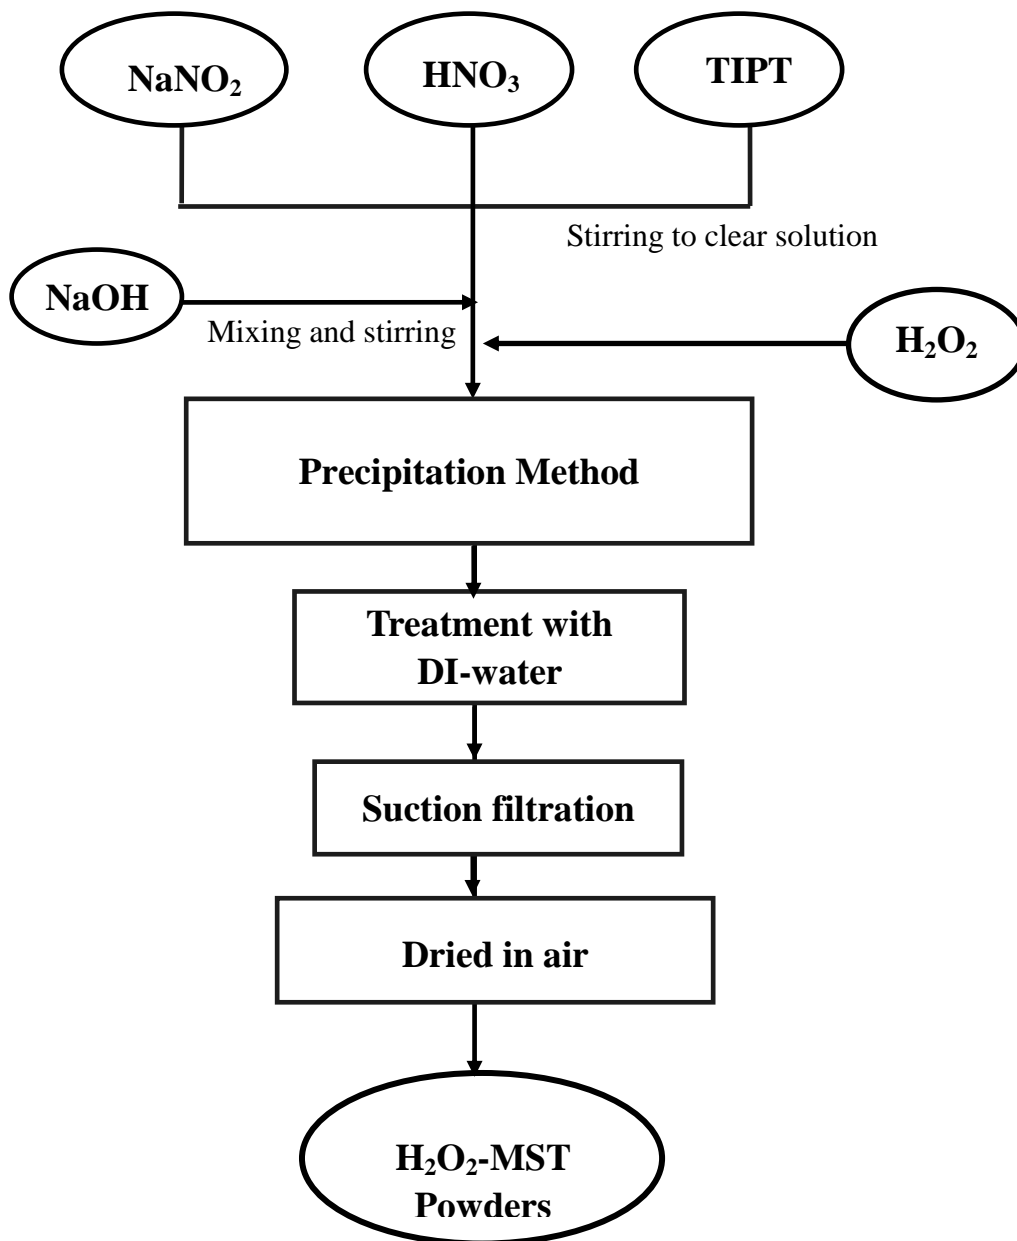 NaNO₂
HNO₃
TIPT
Stirring to clear solution
NaOH
Mixing and stirring
H₂O₂
Precipitation Method
Treatment with
DI-water
Suction filtration
Dried in air
H₂O₂-MST
Powders